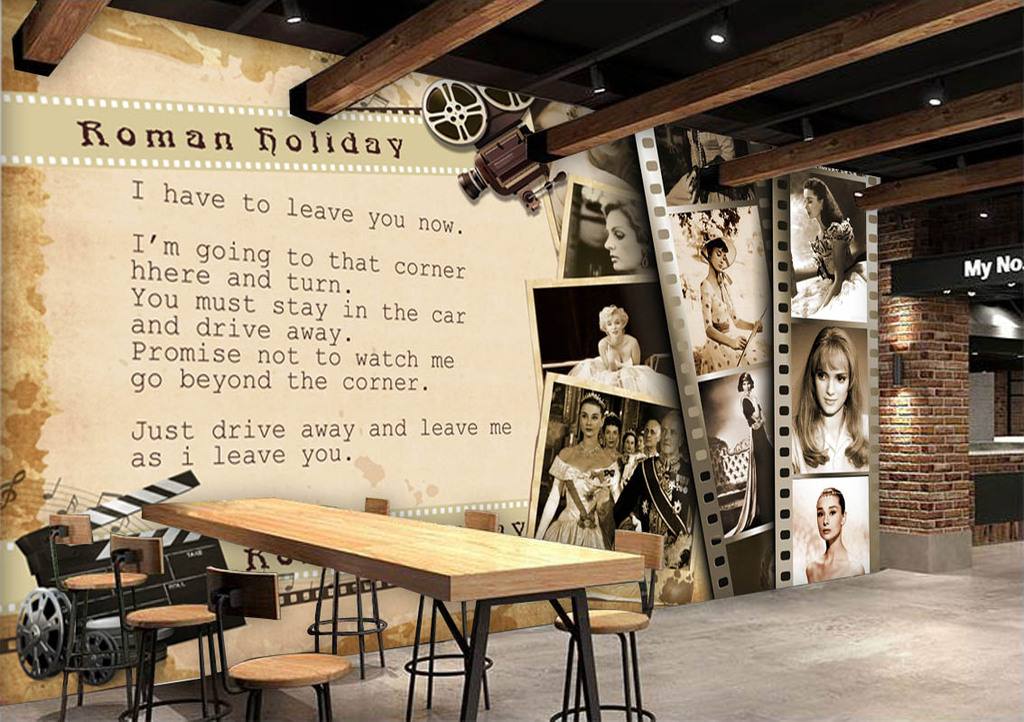 Roman Holiday
I have to leave you now.
I'm going to that corner
hhere and turn.
You must stay in the car
and drive away.
Promise not to watch me
go beyond the corner.
Just drive away and leave me
as i leave you.
My No.
TAKE